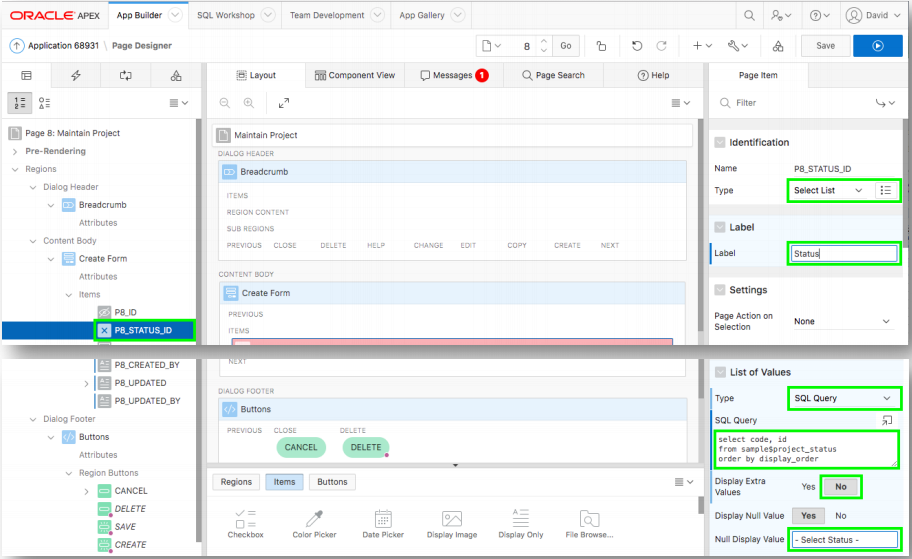 ORACLE APEX App Builder SQL Workshop Team Development App Gallery David
Application 68931 \ Page Designer 8 Go Save
Layout Component View Messages 1 Page Search Help Page Item
Filter
Page 8: Maintain Project
Pre-Rendering
Regions
Dialog Header
Breadcrumb
Attributes
Content Body
Create Form
Attributes
Items
P8_ID
P8_STATUS_ID
P8_CREATED_BY
P8_UPDATED
P8_UPDATED_BY
Dialog Footer
Buttons
Attributes
Region Buttons
CANCEL
DELETE
SAVE
CREATE
Maintain Project
DIALOG HEADER
Breadcrumb
ITEMS
REGION CONTENT
SUB REGIONS
PREVIOUS CLOSE DELETE HELP CHANGE EDIT COPY CREATE NEXT
CONTENT BODY
Create Form
PREVIOUS
ITEMS
NEXT
DIALOG FOOTER
Buttons
PREVIOUS CLOSE DELETE
CANCEL DELETE
Regions Items Buttons
Checkbox Color Picker Date Picker Display Image Display Only File Browse...
Identification
Name P8_STATUS_ID
Type Select List
Label
Label Status
Settings
Page Action on
Selection
None
List of Values
Type SQL Query
SQL Query
select code, id
from sample$project_status
order by display_order
Display Extra
Values
Yes No
Display Null Value Yes No
Null Display Value - Select Status -